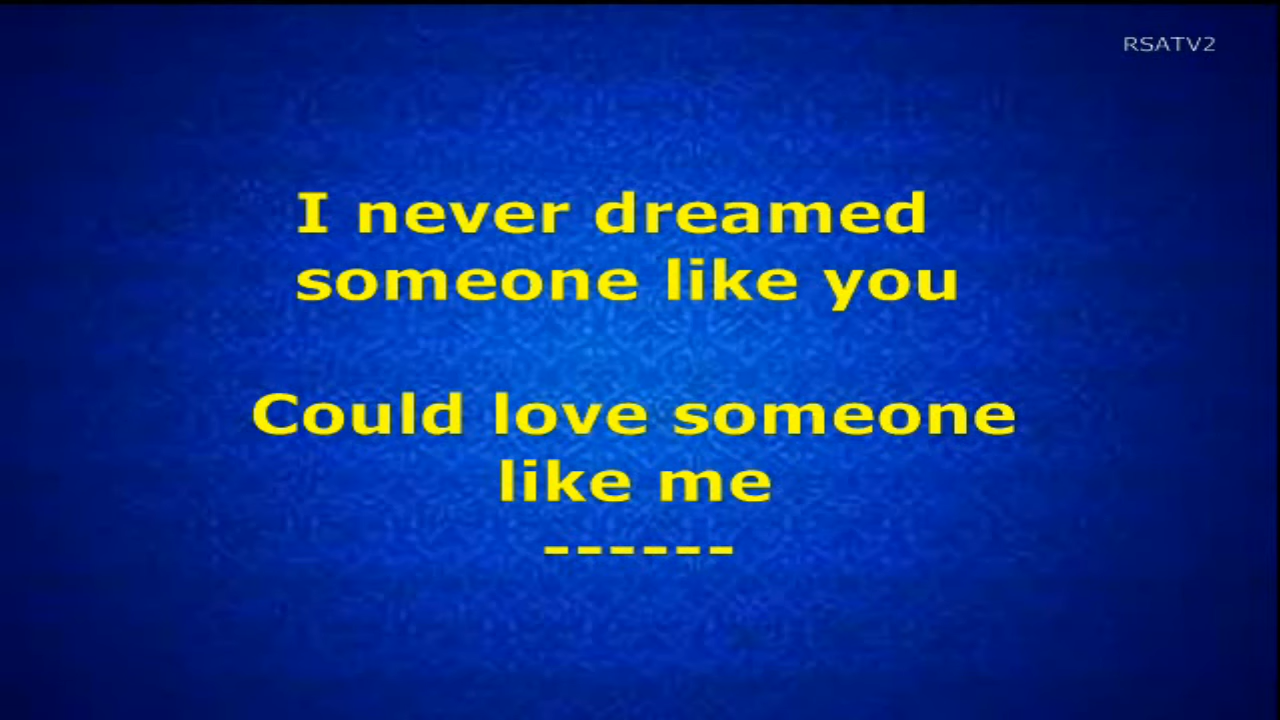 RSATV2
I never dreamed
someone like you
Could love someone
like me
------